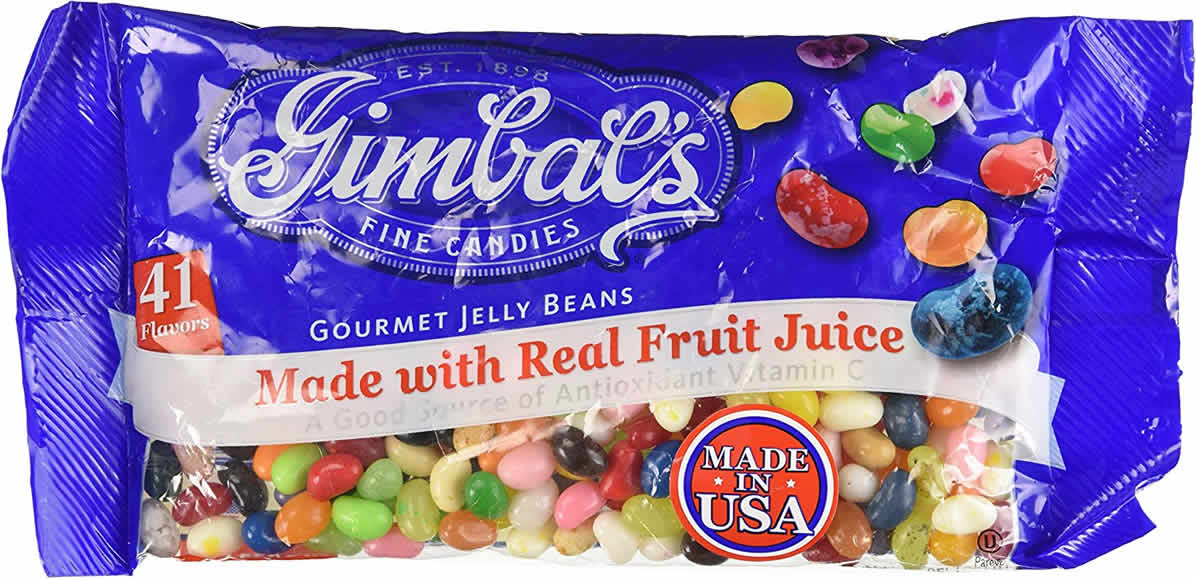 EST. 1898
Gimbal's
FINE CANDIES
41
Flavors
GOURMET JELLY BEANS
Made with Real Fruit Juice
A Good Source of Antioxidant Vitamin C
MADE
IN
USA
U
Parove